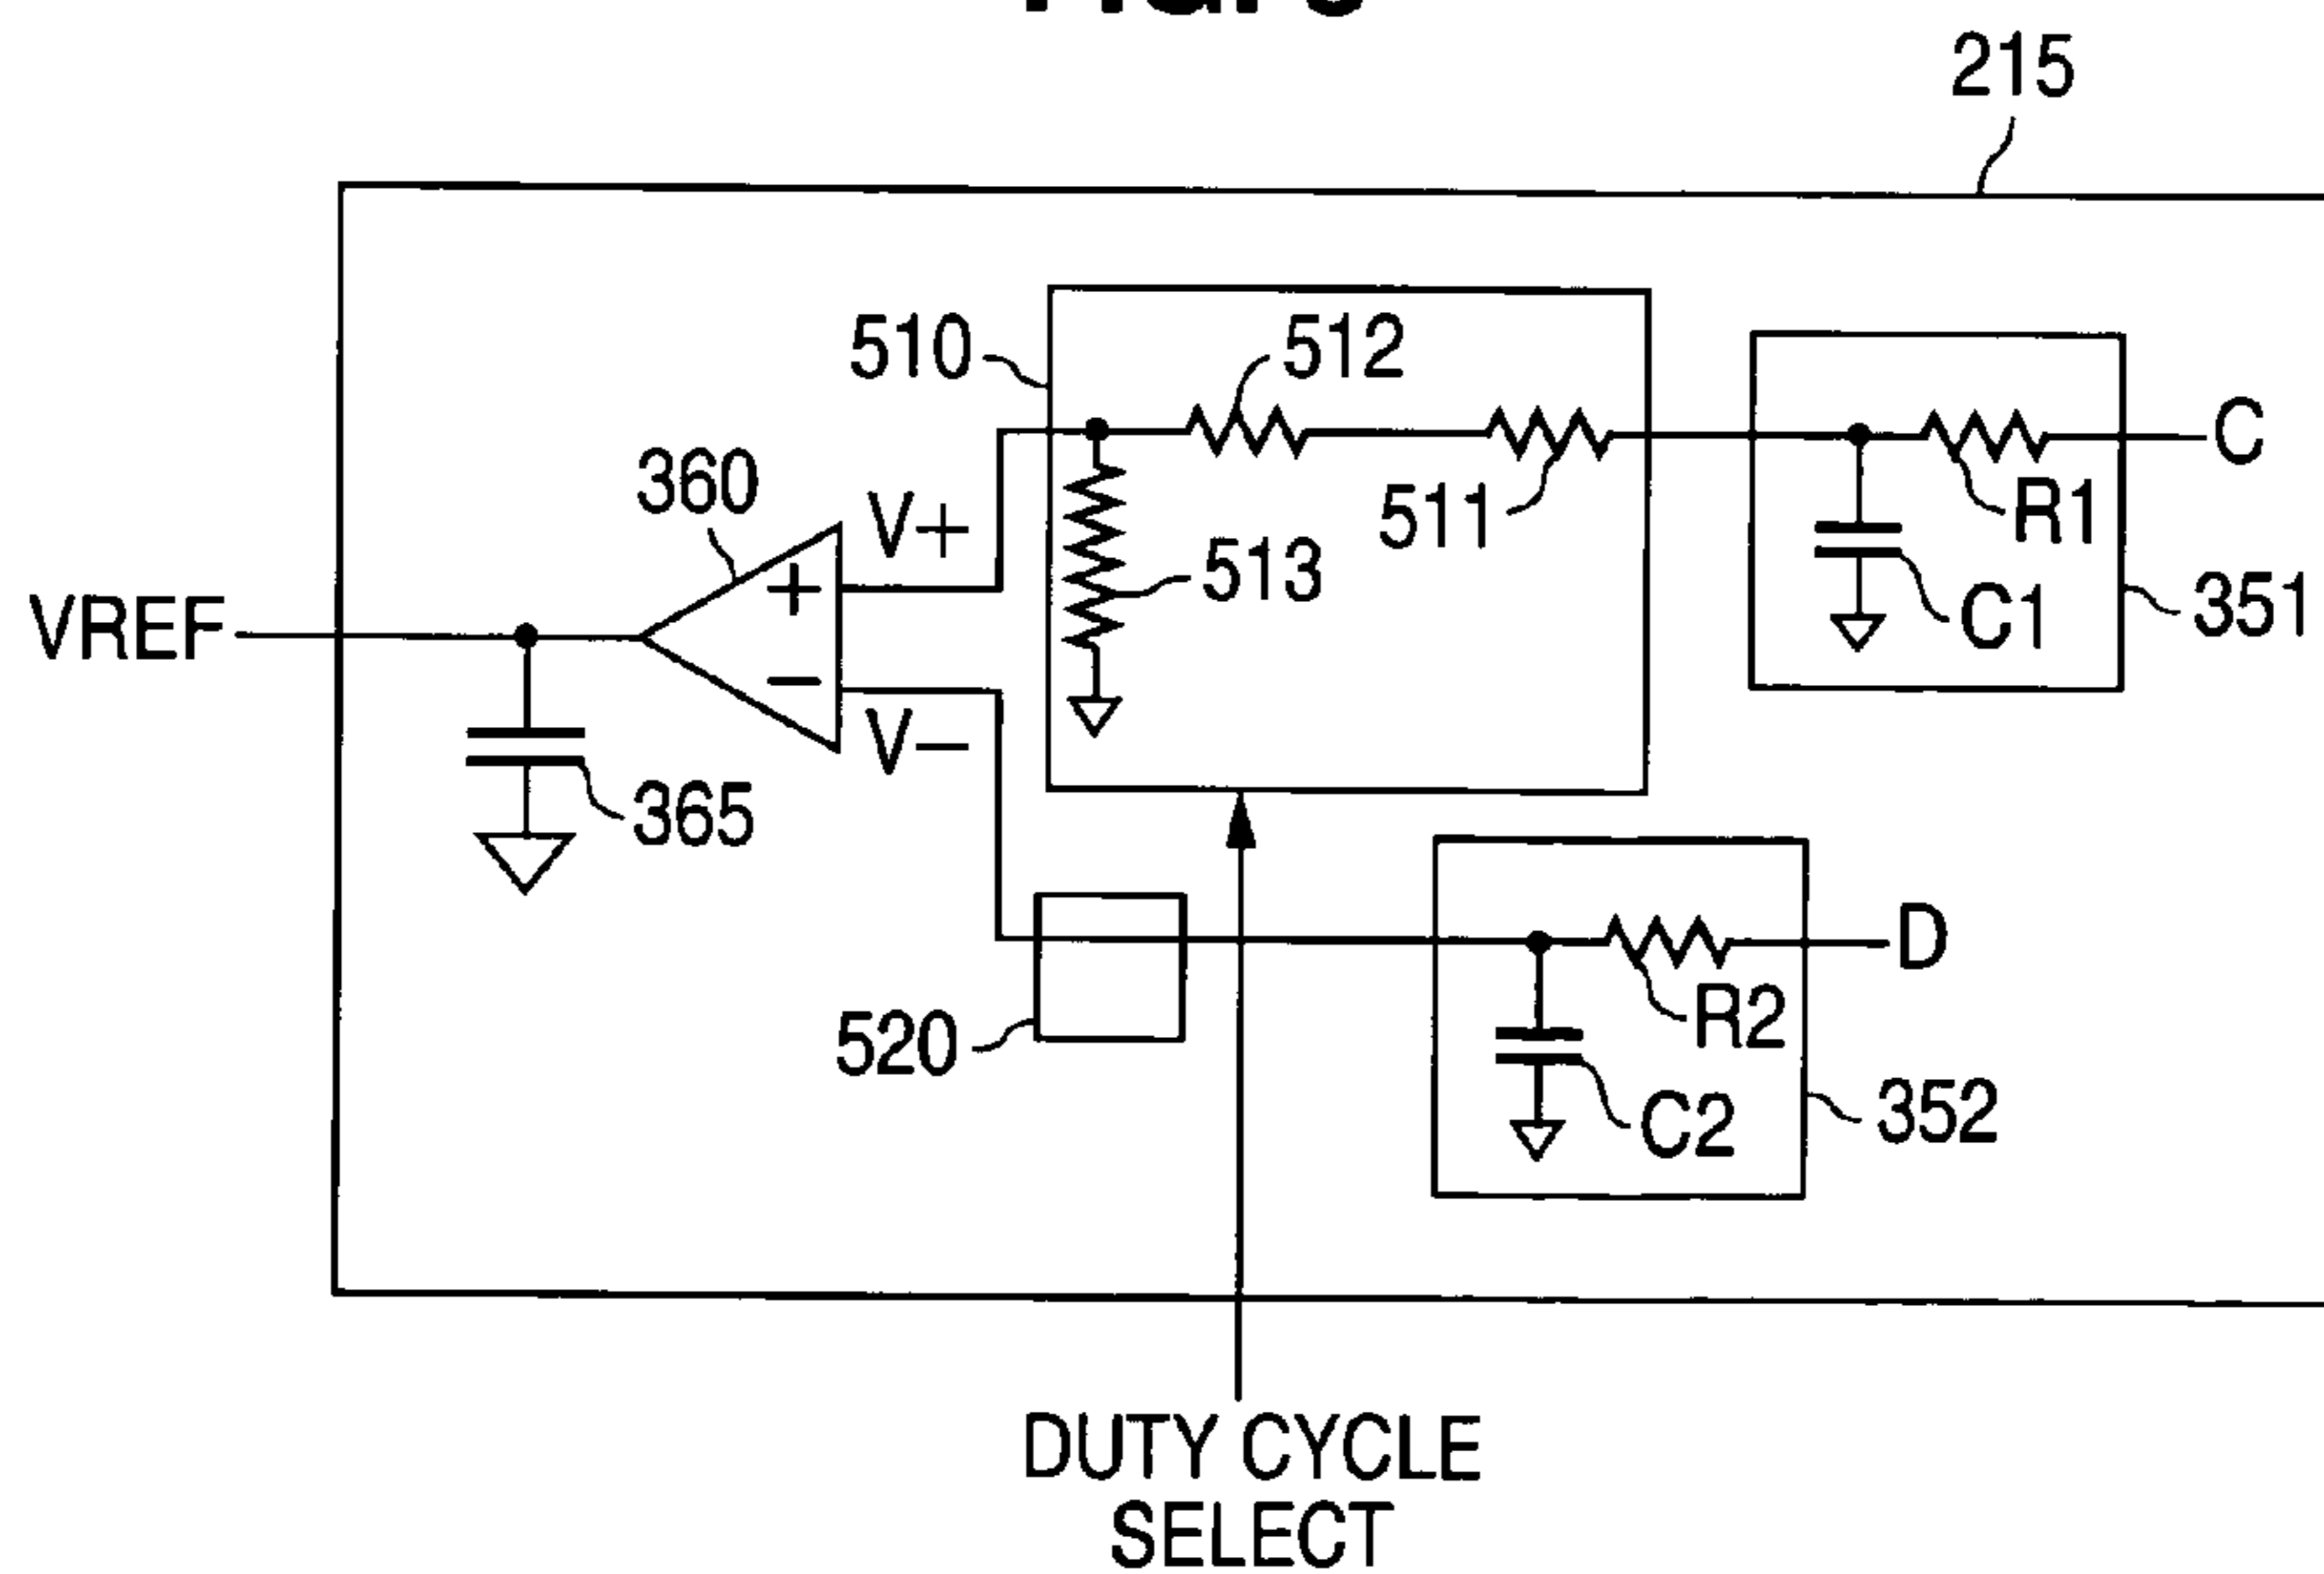 215
510
512
C
360
V+
511
R1
+
513
VREF
C1
351
−
V−
365
D
520
R2
C2
352
DUTY CYCLE
SELECT